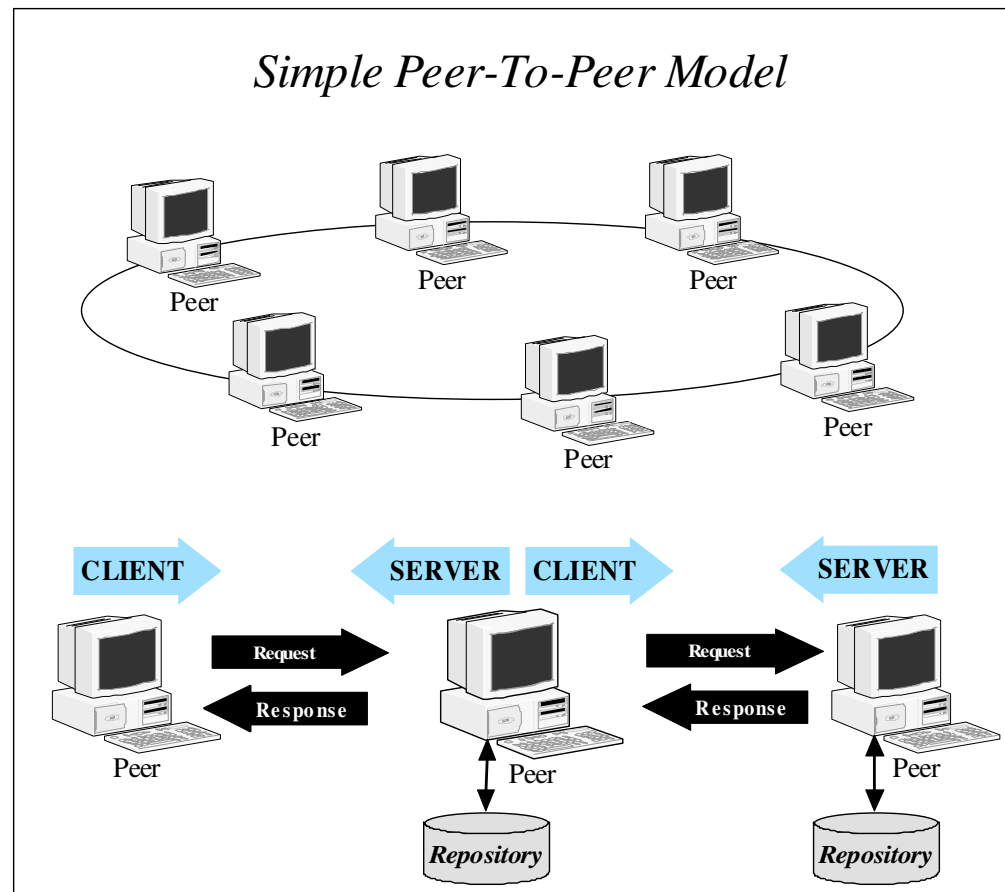 Simple Peer-To-Peer Model
Peer
Peer
Peer
Peer
Peer
Peer
CLIENT
SERVER
CLIENT
SERVER
Request
Request
Response
Response
Peer
Peer
Peer
Repository
Repository